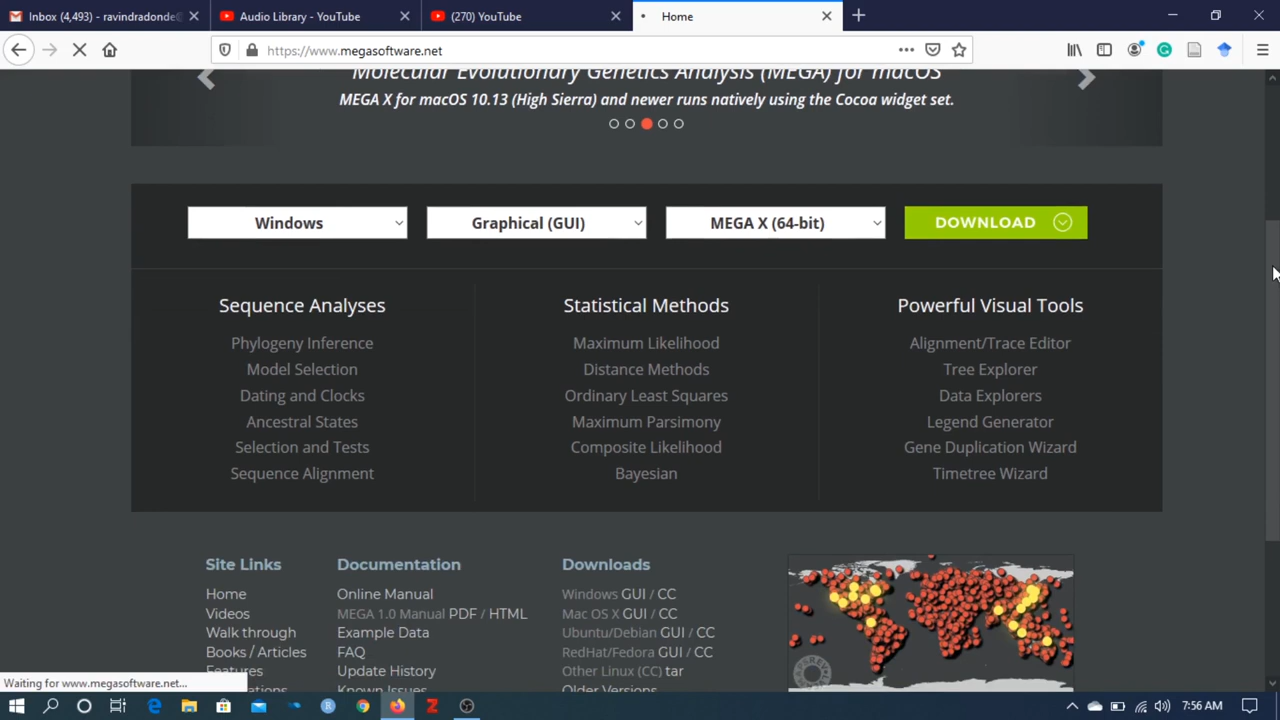 Inbox (4,493) - ravindradonde@
Audio Library - YouTube
(270) YouTube
Home
https://www.megasoftware.net
Molecular Evolutionary Genetics Analysis (MEGA) for macOS
MEGA X for macOS 10.13 (High Sierra) and newer runs natively using the Cocoa widget set.
Windows
Graphical (GUI)
MEGA X (64-bit)
DOWNLOAD
Sequence Analyses
Phylogeny Inference
Model Selection
Dating and Clocks
Ancestral States
Selection and Tests
Sequence Alignment
Statistical Methods
Maximum Likelihood
Distance Methods
Ordinary Least Squares
Maximum Parsimony
Composite Likelihood
Bayesian
Powerful Visual Tools
Alignment/Trace Editor
Tree Explorer
Data Explorers
Legend Generator
Gene Duplication Wizard
Timetree Wizard
Site Links
Home
Videos
Walk through
Books / Articles
Features
Documentation
Online Manual
MEGA 1.0 Manual PDF / HTML
Example Data
FAQ
Update History
Known Issues
Downloads
Windows GUI / CC
Mac OS X GUI / CC
Ubuntu/Debian GUI / CC
RedHat/Fedora GUI / CC
Other Linux (CC) tar
Older Versions
Waiting for www.megasoftware.net...
7:56 AM